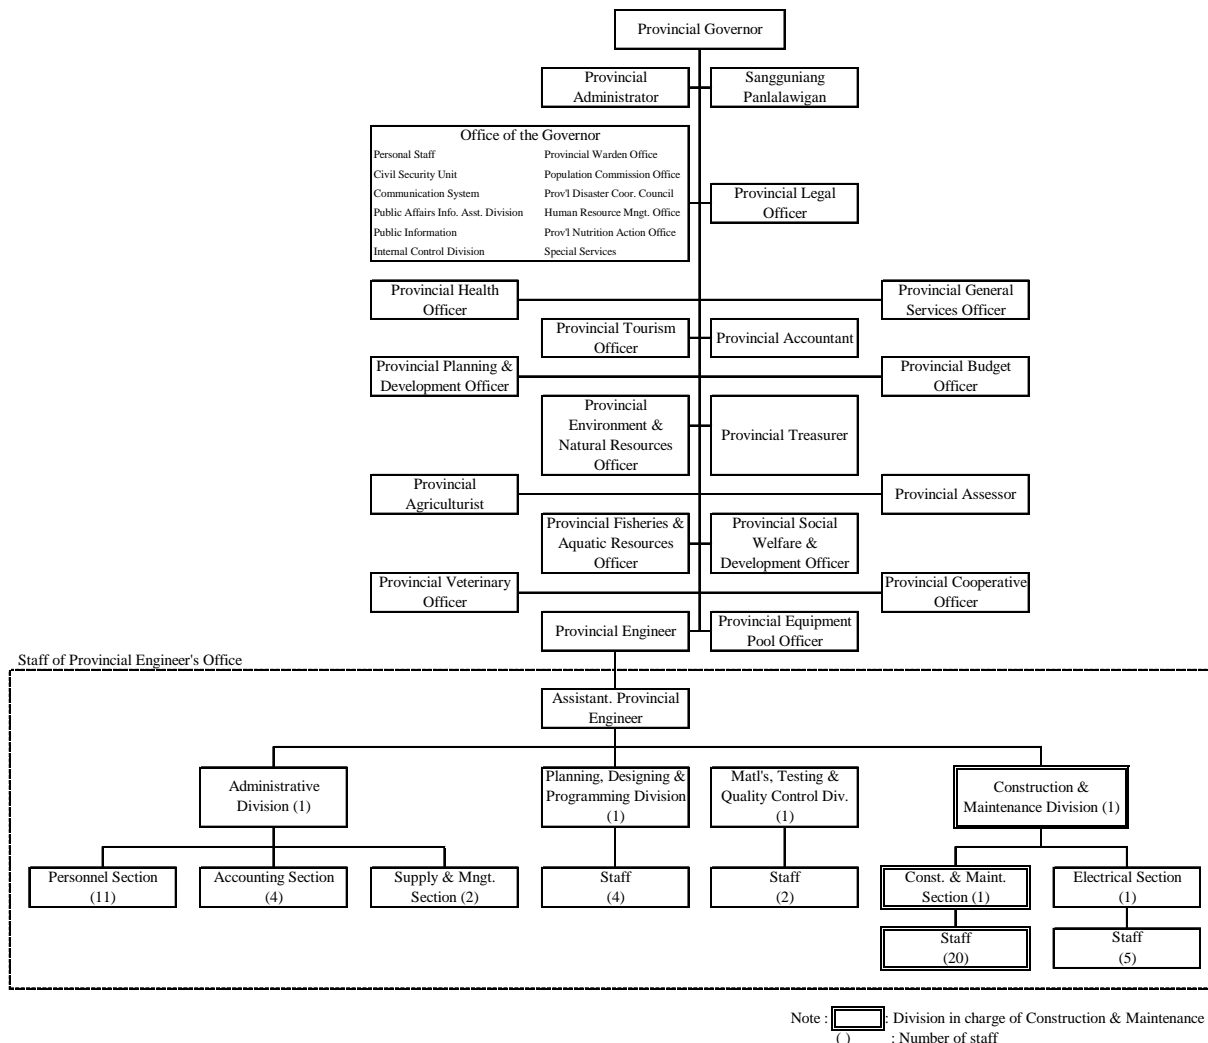 Provincial Governor
Provincial
Administrator
Sangguniang
Panlalawigan
Office of the Governor
Personal Staff
Provincial Warden Office
Civil Security Unit
Population Commission Office
Communication System
Prov'l Disaster Coor. Council
Public Affairs Info. Asst. Division
Human Resource Mngt. Office
Public Information
Prov'l Nutrition Action Office
Internal Control Division
Special Services
Provincial Legal
Officer
Provincial Health
Officer
Provincial General
Services Officer
Provincial Tourism
Officer
Provincial Accountant
Provincial Planning &
Development Officer
Provincial Budget
Officer
Provincial
Environment &
Natural Resources
Officer
Provincial Treasurer
Provincial
Agriculturist
Provincial Assessor
Provincial Fisheries &
Aquatic Resources
Officer
Provincial Social
Welfare &
Development Officer
Provincial Veterinary
Officer
Provincial Cooperative
Officer
Provincial Engineer
Provincial Equipment
Pool Officer
Staff of Provincial Engineer's Office
Assistant. Provincial
Engineer
Administrative
Division (1)
Planning, Designing &
Programming Division
(1)
Matl's, Testing &
Quality Control Div.
(1)
Construction &
Maintenance Division (1)
Personnel Section
(11)
Accounting Section
(4)
Supply & Mngt.
Section (2)
Staff
(4)
Staff
(2)
Const. & Maint.
Section (1)
Electrical Section
(1)
Staff
(20)
Staff
(5)
Note : : Division in charge of Construction & Maintenance
( ) : Number of staff